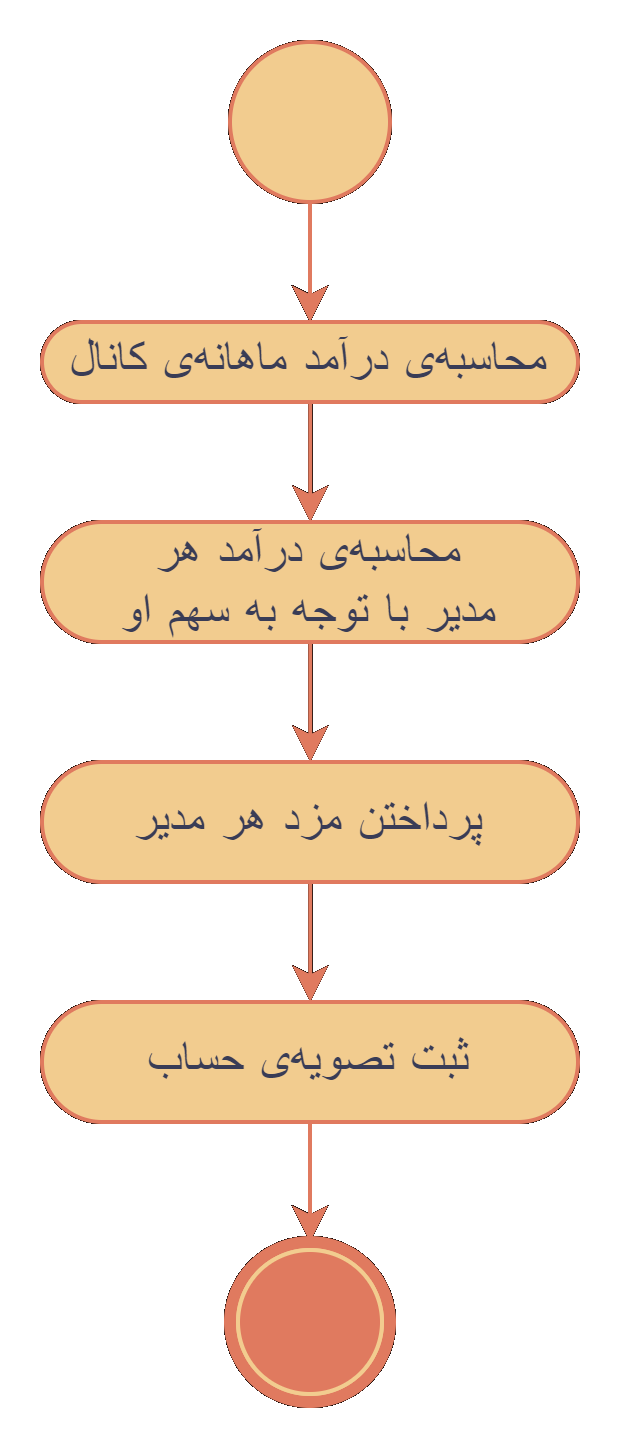 محاسبه‌ی درآمد ماهانه‌ی کانال
محاسبه‌ی درآمد هر
مدیر با توجه به سهم او
پرداختن مزد هر مدیر
ثبت تصویه‌ی حساب